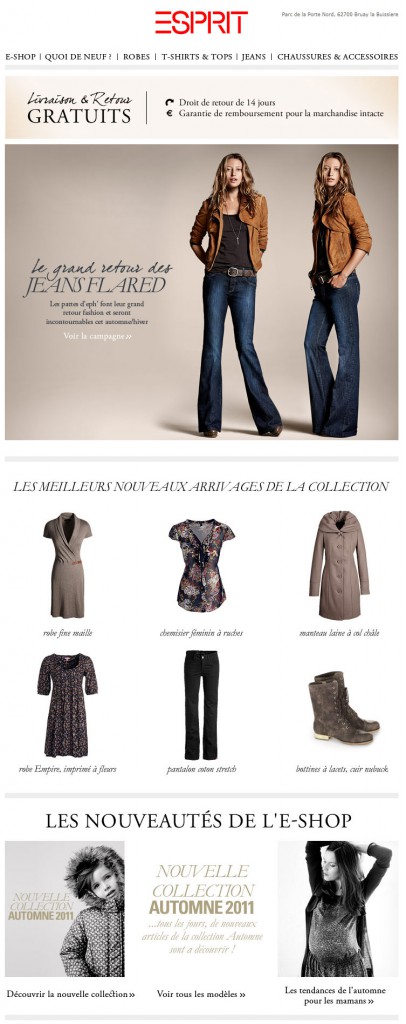 ESPRIT
Parc de la Porte Nord, 62700 Bruay la Buissiere
E-SHOP | QUOI DE NEUF ? | ROBES | T-SHIRTS & TOPS | JEANS | CHAUSSURES & ACCESSOIRES
Livraison & Retour
GRATUITS
Droit de retour de 14 jours
€ Garantie de remboursement pour la marchandise intacte
Le grand retour des
JEANS FLARED
Les pattes d'eph' font leur grand
retour fashion et seront
incontournables cet automne/hiver
Voir la campagne »
LES MEILLEURS NOUVEAUX ARRIVAGES DE LA COLLECTION
robe fine maille
chemisier féminin à ruches
manteau laine à col châle
robe Empire, imprimé à fleurs
pantalon coton stretch
bottines à lacets, cuir nubuck
LES NOUVEAUTÉS DE L'E-SHOP
NOUVELLE
COLLECTION
AUTOMNE 2011
Découvrir la nouvelle collection »
NOUVELLE
COLLECTION
AUTOMNE 2011
...tous les jours, de nouveaux
articles de la collection Automne
sont à découvrir !
Voir tous les modèles »
Les tendances de l'automne
pour les mamans »